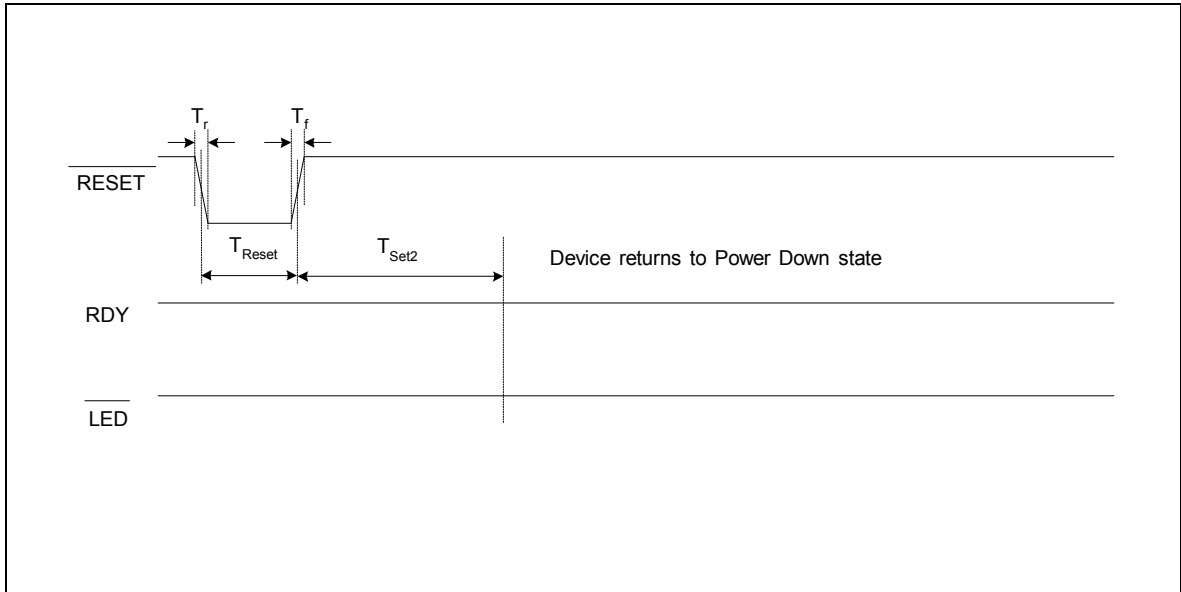 Tr
Tf
RESET
TReset
TSet2
Device returns to Power Down state
RDY
LED